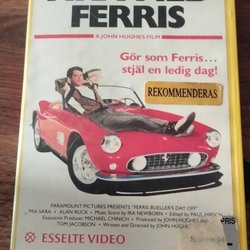 FERRIS
A JOHN HUGHES FILM
Gör som Ferris...
stjäl en ledig dag!
REKOMMENDERAS
PARAMOUNT PICTURES PRESENTS "FERRIS BUELLER'S DAY OFF"
MIA SARA · ALAN RUCK · Music Score by IRA NEWBORN · Edited by PAUL HIRSCH
Executive Producer MICHAEL CHINICH · Produced by JOHN HUGHES and
TOM JACOBSON · Written and Directed by JOHN HUGHES
ESSELTE VIDEO